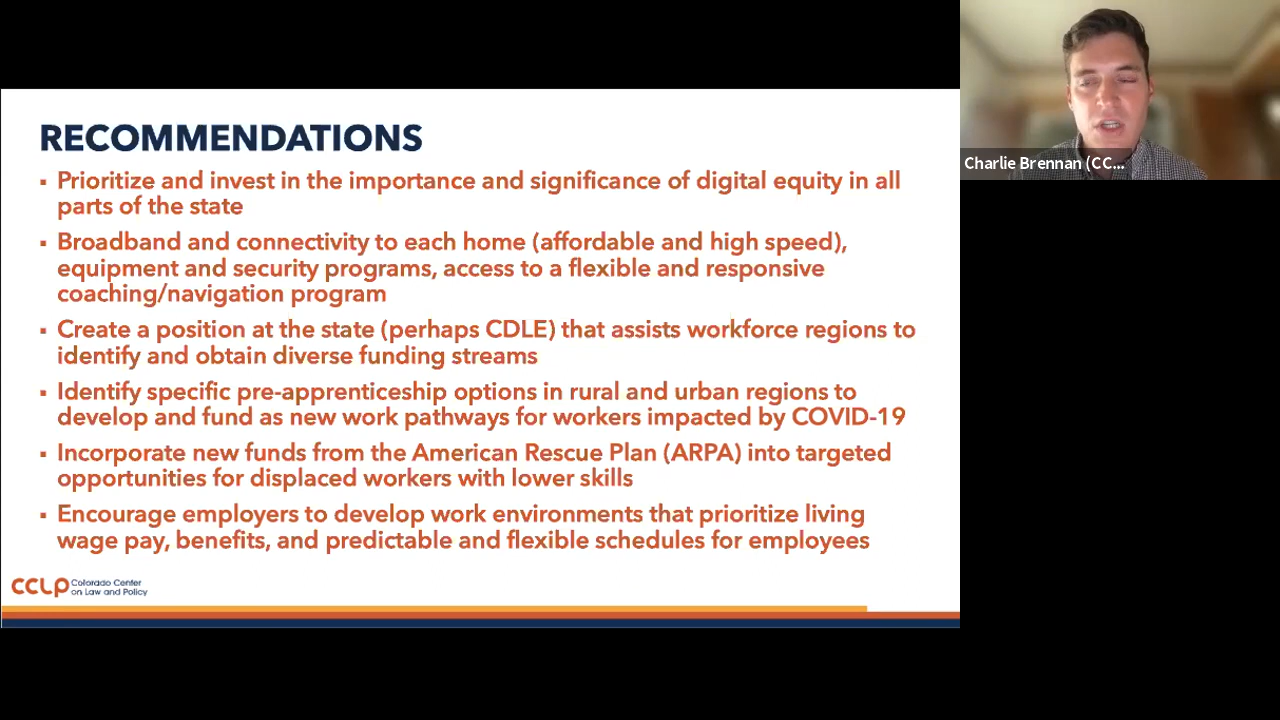 RECOMMENDATIONS
▪ Prioritize and invest in the importance and significance of digital equity in all
parts of the state
▪ Broadband and connectivity to each home (affordable and high speed),
equipment and security programs, access to a flexible and responsive
coaching/navigation program
▪ Create a position at the state (perhaps CDLE) that assists workforce regions to
identify and obtain diverse funding streams
▪ Identify specific pre-apprenticeship options in rural and urban regions to
develop and fund as new work pathways for workers impacted by COVID-19
▪ Incorporate new funds from the American Rescue Plan (ARPA) into targeted
opportunities for displaced workers with lower skills
▪ Encourage employers to develop work environments that prioritize living
wage pay, benefits, and predictable and flexible schedules for employees
CCLP Colorado Center
on Law and Policy
Charlie Brennan (CC...